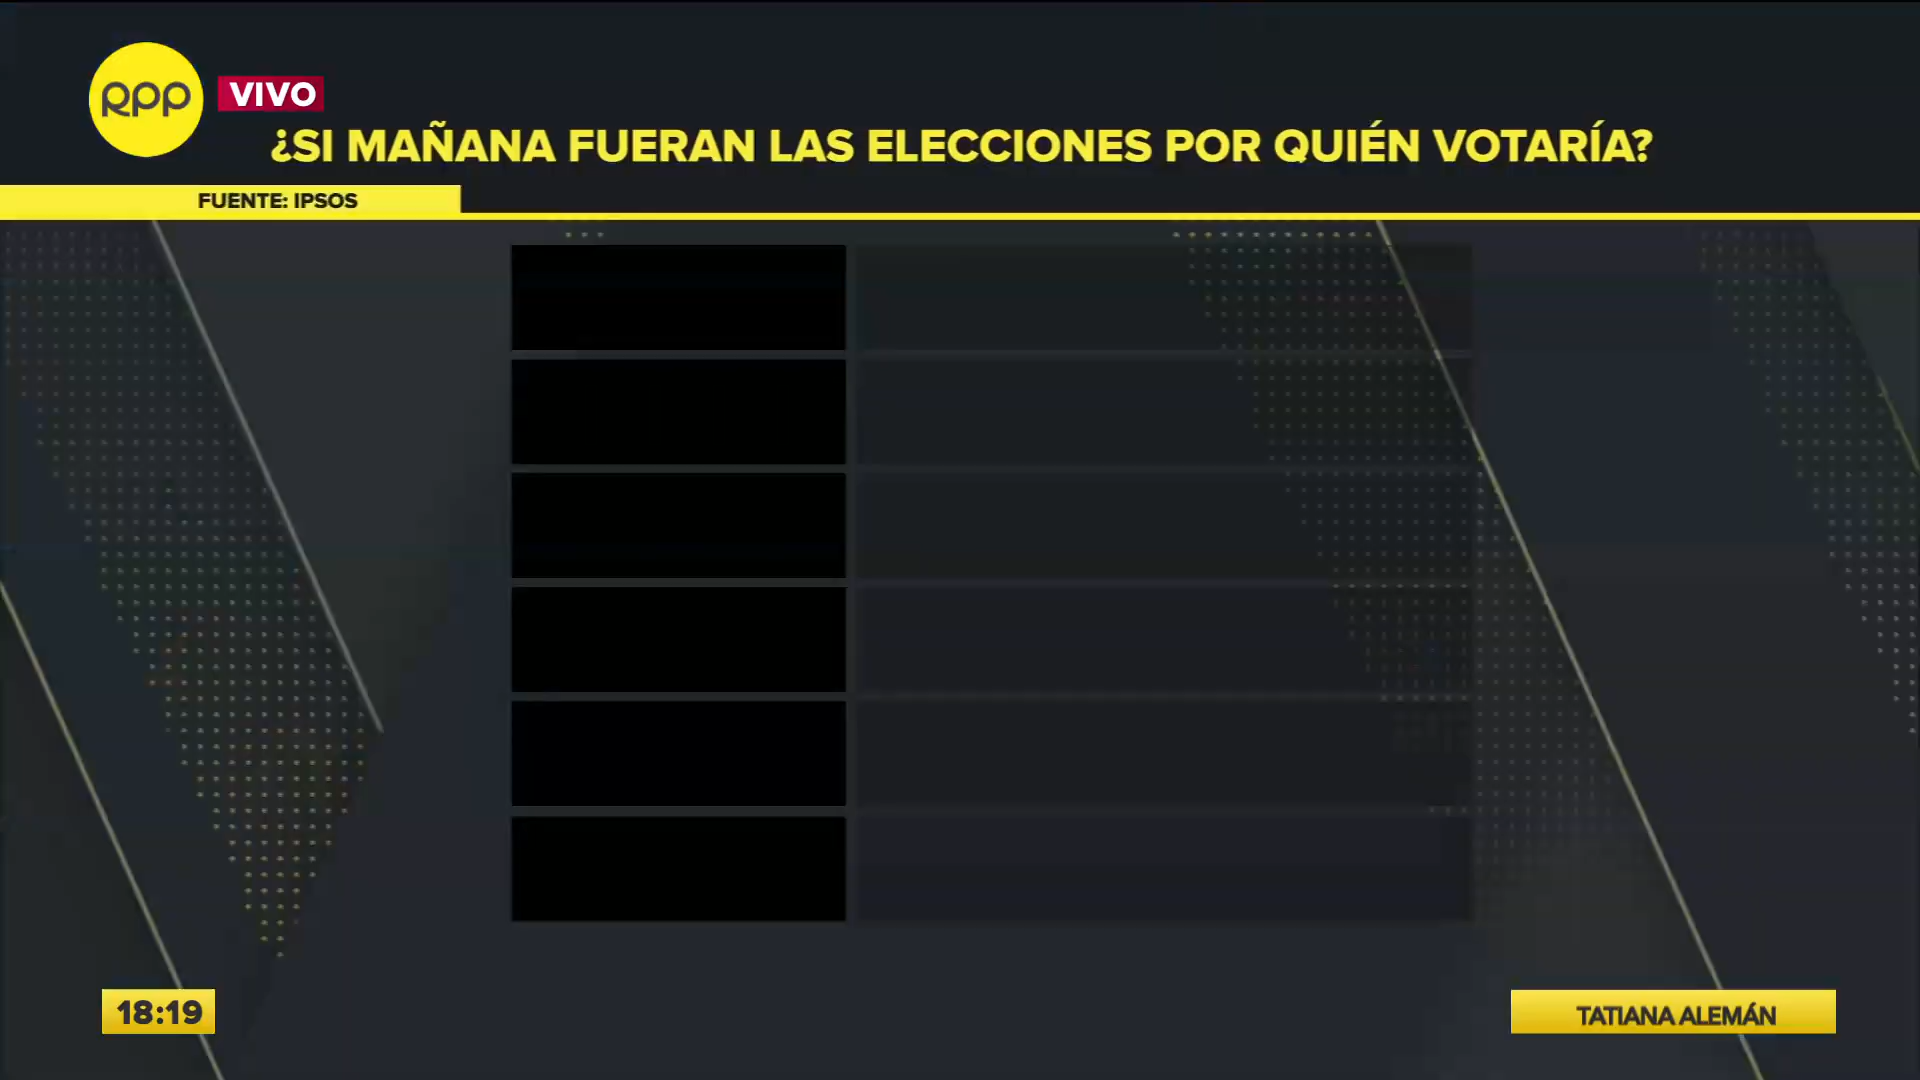 rpp
VIVO
¿SI MAÑANA FUERAN LAS ELECCIONES POR QUIÉN VOTARÍA?
FUENTE: IPSOS
18:19
TATIANA ALEMÁN